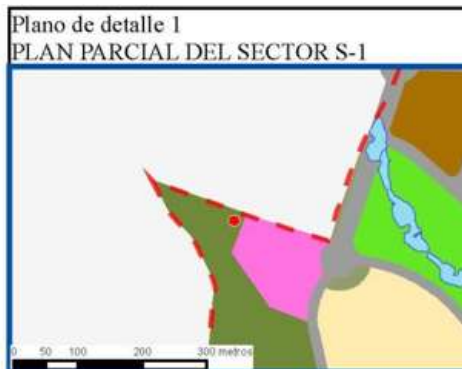 Plano de detalle 1
PLAN PARCIAL DEL SECTOR S-1
0 50 100 200 300 metros